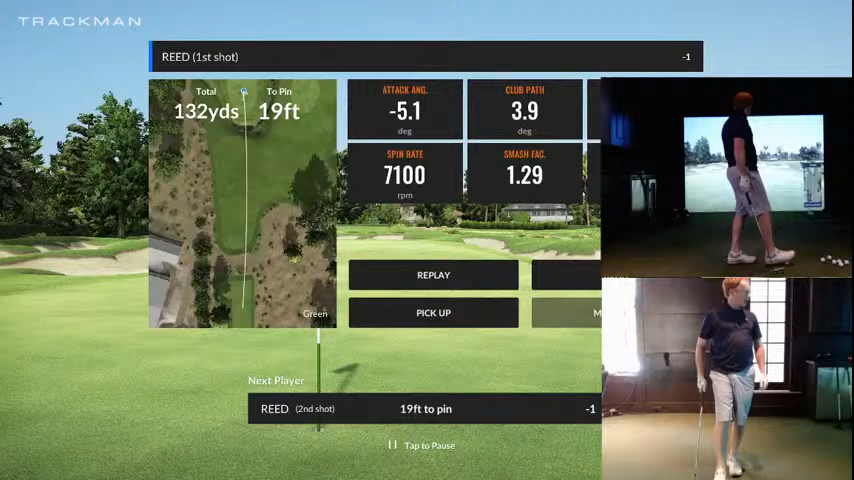 TRACKMAN
REED (1st shot) -1
Total To Pin
132yds 19ft
ATTACK ANG.
-5.1
deg
CLUB PATH
3.9
deg
SPIN RATE
7100
rpm
SMASH FAC.
1.29
Green
REPLAY
PICK UP
M
Next Player
REED (2nd shot) 19ft to pin -1
Tap to Pause